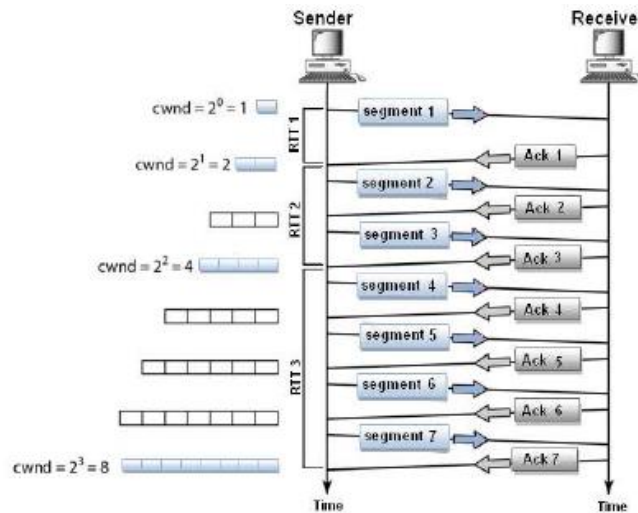 Sender
Receive
cwnd = 2⁰ = 1
RTT 1
segment 1
Ack 1
cwnd = 2¹ = 2
RTT 2
segment 2
Ack 2
segment 3
Ack 3
cwnd = 2² = 4
RTT 3
segment 4
Ack 4
segment 5
Ack 5
segment 6
Ack 6
segment 7
Ack 7
cwnd = 2³ = 8
Time
Time